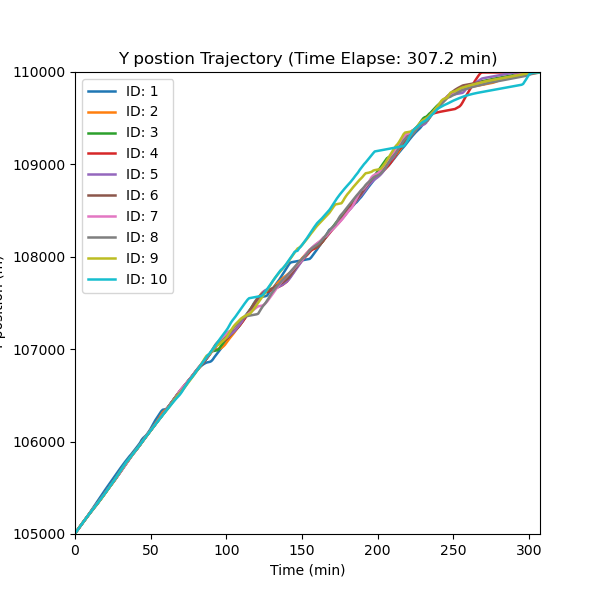 Y postion Trajectory (Time Elapse: 307.2 min)
110000
109000
108000
107000
106000
105000
ID: 1
ID: 2
ID: 3
ID: 4
ID: 5
ID: 6
ID: 7
ID: 8
ID: 9
ID: 10
0 50 100 150 200 250 300
Time (min)